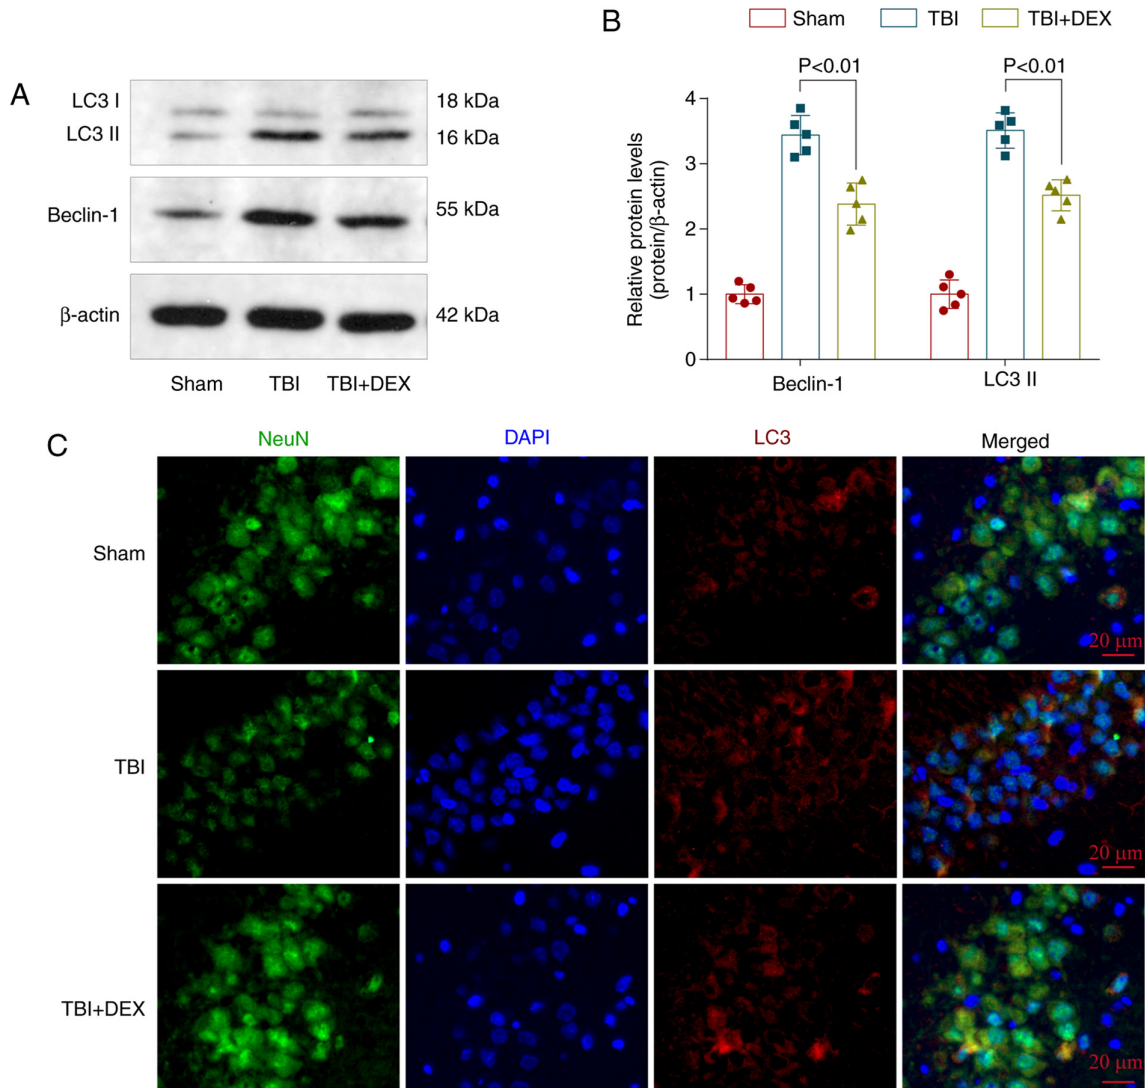 A
LC3 I
18 kDa
LC3 II
16 kDa
Beclin-1
55 kDa
β-actin
42 kDa
Sham TBI TBI+DEX
B
Sham TBI TBI+DEX
P<0.01 P<0.01
Relative protein levels
(protein/β-actin)
4
3
2
1
0
Beclin-1 LC3 II
C
NeuN DAPI LC3 Merged
Sham
20 μm
TBI
20 μm
TBI+DEX
20 μm